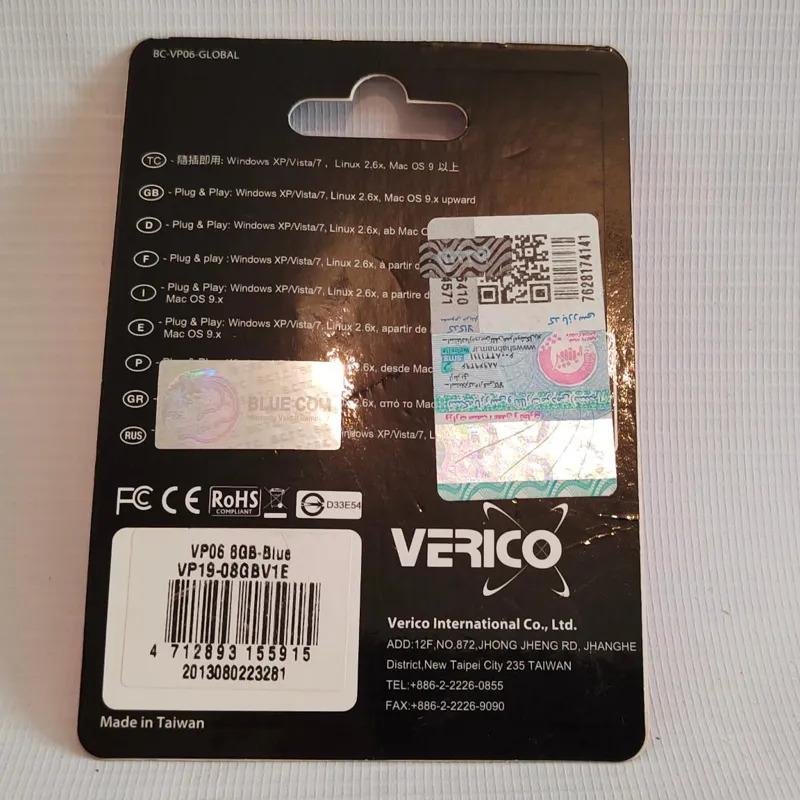 BC-VP06-GLOBAL
TC - 隨插即用: Windows XP/Vista/7 , Linux 2.6x, Mac OS 9 以上
GB - Plug & Play: Windows XP/Vista/7, Linux 2.6x, Mac OS 9.x upward
D - Plug & Play: Windows XP/Vista/7, Linux 2.6x, ab Mac
F - Plug & play :Windows XP/Vista/7, Linux 2.6x, à partir
I - Plug & Play: Windows XP/Vista/7, Linux 2.6x, a partire
Mac OS 9.x
E - Plug & Play: Windows XP/Vista/7, Linux 2.6x, apartir de
Mac OS 9.x
P 2.6x, desde Mac
GR 2.6x, από το
RUS XP/Vista/7,
7628174141
کد بازرسی
www.shabnam.ir
BLUE COM
FC CE RoHS D33E54
COMPLIANT
VP06 8GB-Blue
VP19-08GBV1E
4 712893 155915
2013080223281
Made in Taiwan
VERICO
Verico International Co., Ltd.
ADD:12F,NO.872,JHONG JHENG RD, JHANGHE
District,New Taipei City 235 TAIWAN
TEL:+886-2-2226-0855
FAX:+886-2-2226-9090